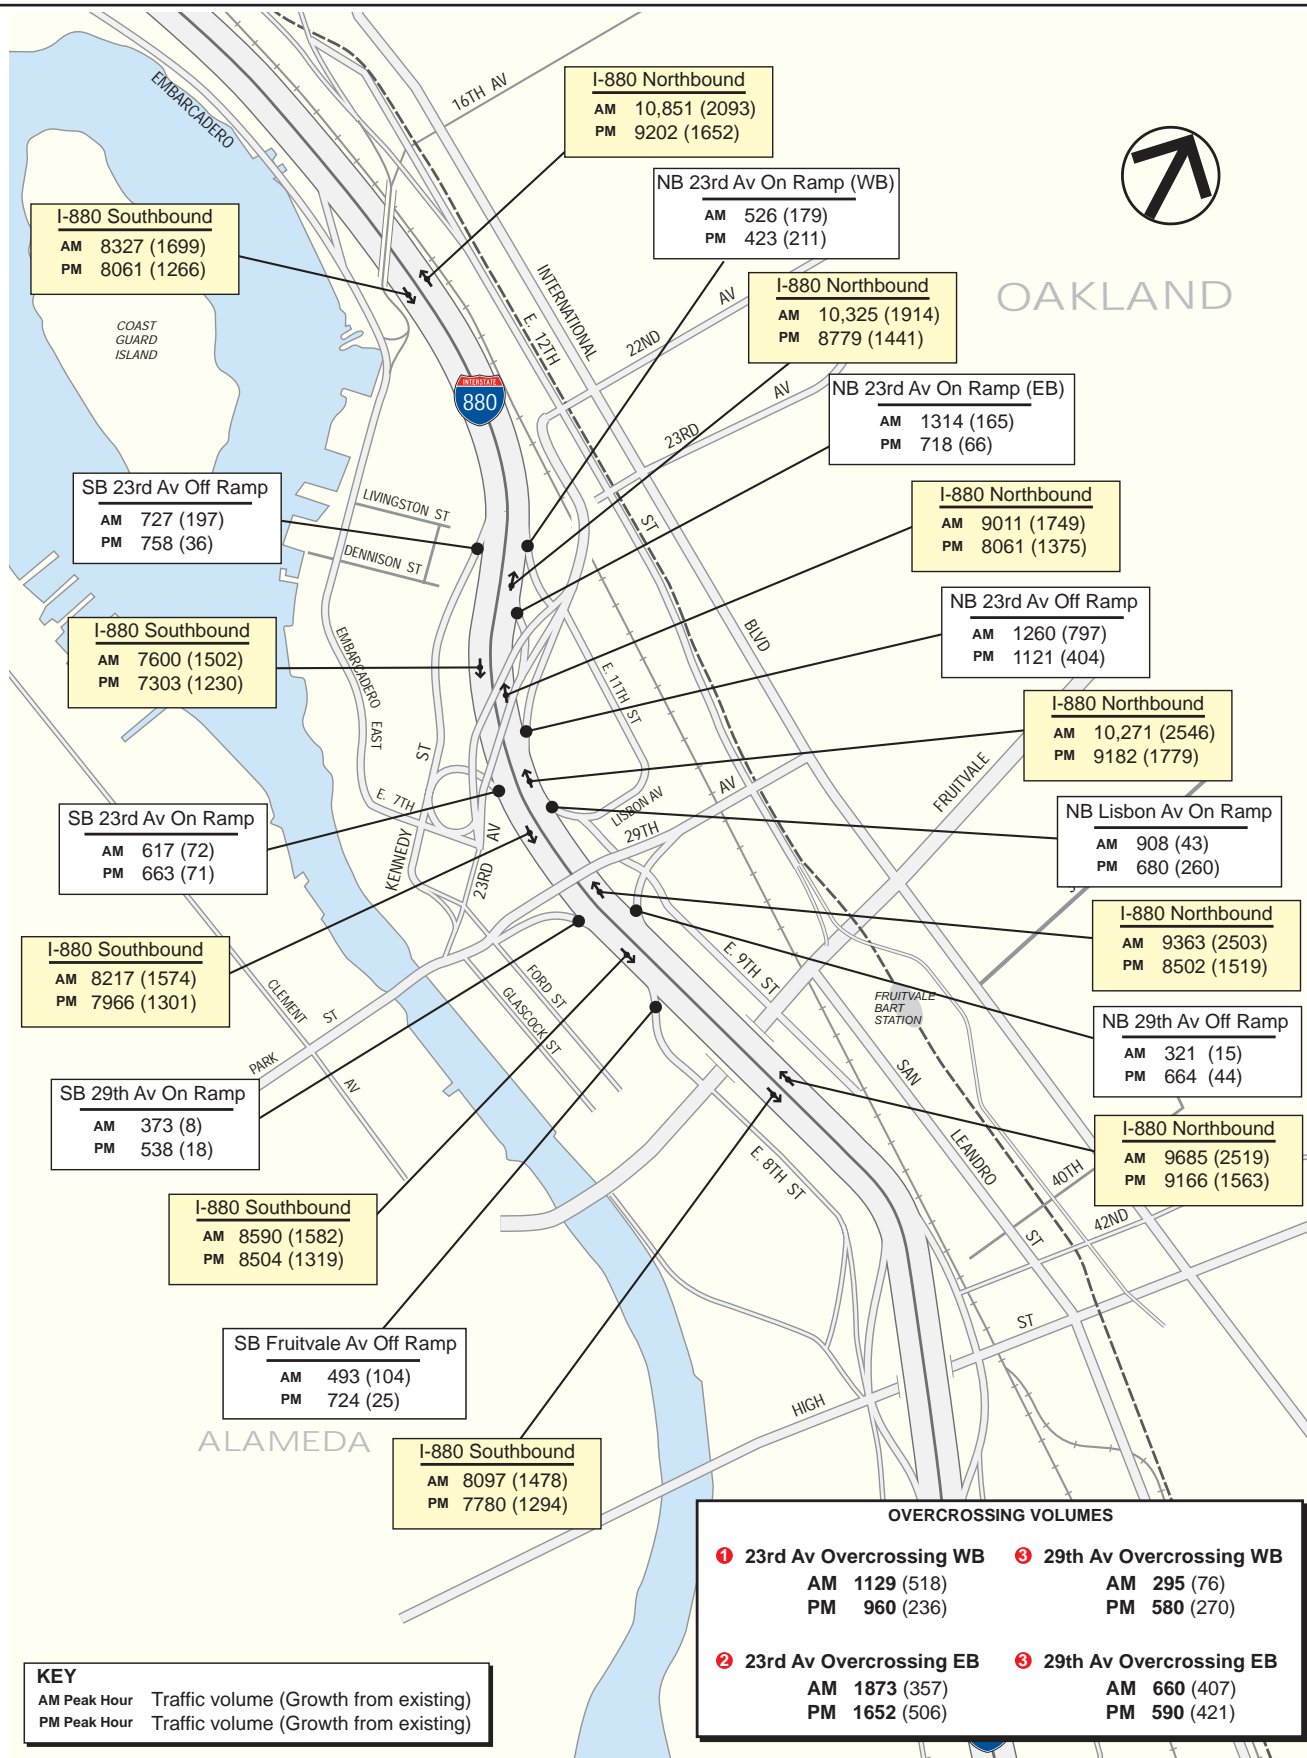 I-880 Northbound
AM 10,851 (2093)
PM 9202 (1652)
16TH AV
EMBARCADERO
NB 23rd Av On Ramp (WB)
AM 526 (179)
PM 423 (211)
I-880 Southbound
AM 8327 (1699)
PM 8061 (1266)
COAST
GUARD
ISLAND
OAKLAND
INTERNATIONAL
E. 12TH
22ND
AV
I-880 Northbound
AM 10,325 (1914)
PM 8779 (1441)
INTERSTATE
880
23RD
AV
NB 23rd Av On Ramp (EB)
AM 1314 (165)
PM 718 (66)
SB 23rd Av Off Ramp
AM 727 (197)
PM 758 (36)
LIVINGSTON ST
DENNISON ST
ST
I-880 Northbound
AM 9011 (1749)
PM 8061 (1375)
I-880 Southbound
AM 7600 (1502)
PM 7303 (1230)
EMBARCADERO
EAST
E. 11TH ST
BLVD
NB 23rd Av Off Ramp
AM 1260 (797)
PM 1121 (404)
I-880 Northbound
AM 10,271 (2546)
PM 9182 (1779)
ST
E. 7TH
KENNEDY
23RD
AV
LISBON AV
29TH
AV
FRUITVALE
SB 23rd Av On Ramp
AM 617 (72)
PM 663 (71)
NB Lisbon Av On Ramp
AM 908 (43)
PM 680 (260)
I-880 Southbound
AM 8217 (1574)
PM 7966 (1301)
I-880 Northbound
AM 9363 (2503)
PM 8502 (1519)
CLEMENT
AV
PARK
ST
FORD ST
GLASCOCK ST
E. 9TH ST
FRUITVALE
BART
STATION
NB 29th Av Off Ramp
AM 321 (15)
PM 664 (44)
SB 29th Av On Ramp
AM 373 (8)
PM 538 (18)
SAN
LEANDRO
ST
I-880 Northbound
AM 9685 (2519)
PM 9166 (1563)
E. 8TH ST
40TH
42ND
I-880 Southbound
AM 8590 (1582)
PM 8504 (1319)
SB Fruitvale Av Off Ramp
AM 493 (104)
PM 724 (25)
HIGH
ST
ALAMEDA
I-880 Southbound
AM 8097 (1478)
PM 7780 (1294)
OVERCROSSING VOLUMES
1 23rd Av Overcrossing WB
AM 1129 (518)
PM 960 (236)
3 29th Av Overcrossing WB
AM 295 (76)
PM 580 (270)
2 23rd Av Overcrossing EB
AM 1873 (357)
PM 1652 (506)
3 29th Av Overcrossing EB
AM 660 (407)
PM 590 (421)
KEY
AM Peak Hour Traffic volume (Growth from existing)
PM Peak Hour Traffic volume (Growth from existing)